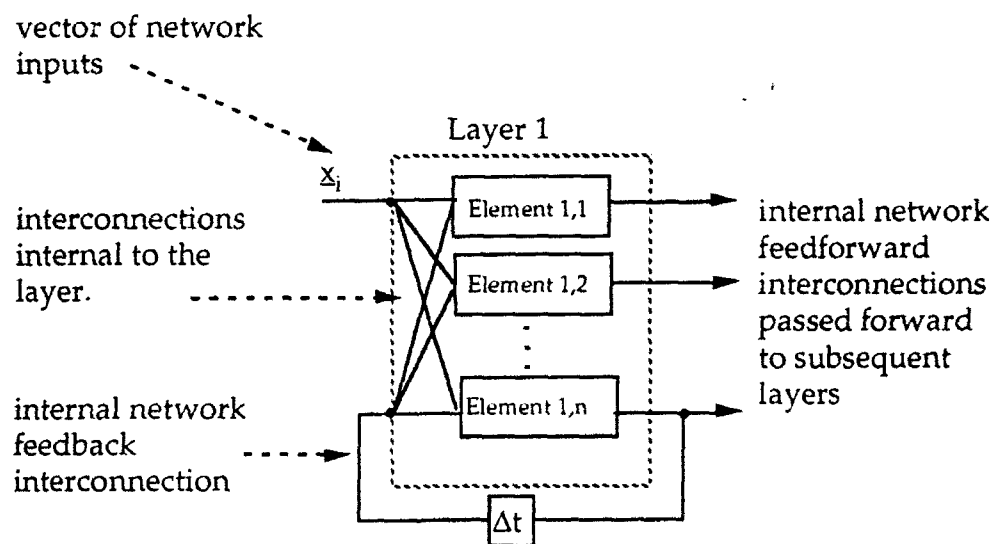 vector of network
inputs
Layer 1
x_i
Element 1,1
interconnections
internal to the
layer.
Element 1,2
internal network
feedforward
interconnections
passed forward
to subsequent
layers
Element 1,n
internal network
feedback
interconnection
Δt